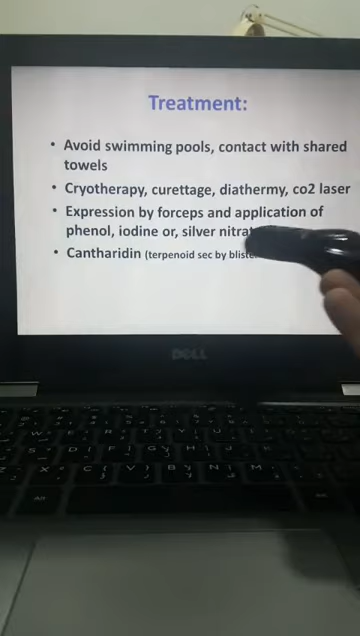 Treatment:
• Avoid swimming pools, contact with shared
towels
• Cryotherapy, curettage, diathermy, co2 laser
• Expression by forceps and application of
phenol, iodine or, silver
• Cantharidin (terpenoid sec by
DELL